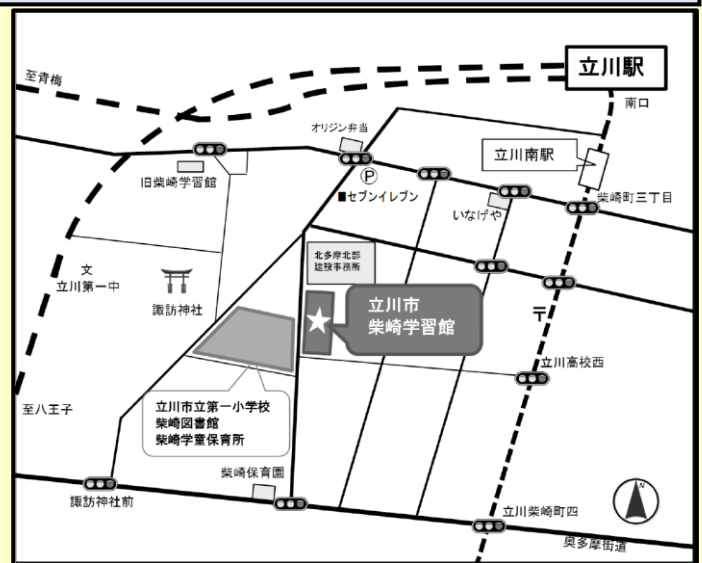 立川駅
至青梅
南口
オリジン弁当
立川南駅
旧柴崎学習館
P
■セブンイレブン
いなげや
柴崎町三丁目
北多摩北部
建設事務所
文
立川第一中
諏訪神社
立川市
柴崎学習館
〒
立川高校西
至八王子
立川市立第一小学校
柴崎図書館
柴崎学童保育所
柴崎保育園
諏訪神社前
N
立川柴崎町四
奥多摩街道